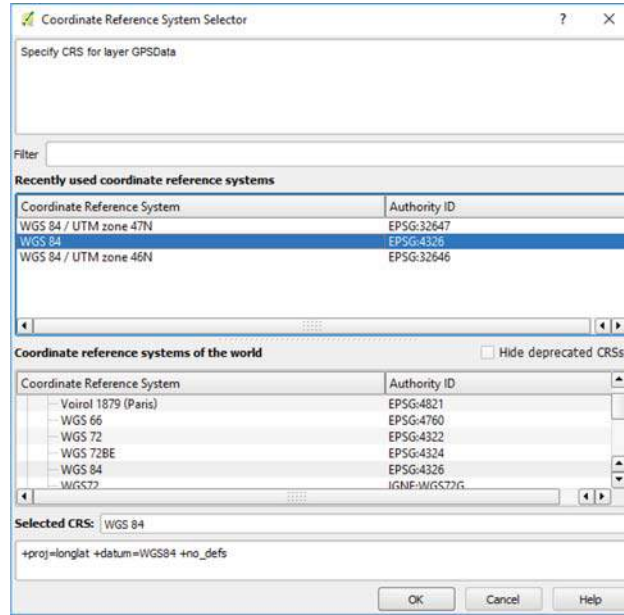 Coordinate Reference System Selector ? X
Specify CRS for layer GPSData
Filter
Recently used coordinate reference systems
Coordinate Reference System Authority ID
WGS 84 / UTM zone 47N EPSG:32647
WGS 84 EPSG:4326
WGS 84 / UTM zone 46N EPSG:32646
Coordinate reference systems of the world Hide deprecated CRSs
Coordinate Reference System Authority ID
Voirol 1879 (Paris) EPSG:4821
WGS 66 EPSG:4760
WGS 72 EPSG:4322
WGS 72BE EPSG:4324
WGS 84 EPSG:4326
WGS72 IGNF:WGS72G
Selected CRS: WGS 84
+proj=longlat +datum=WGS84 +no_defs
OK Cancel Help